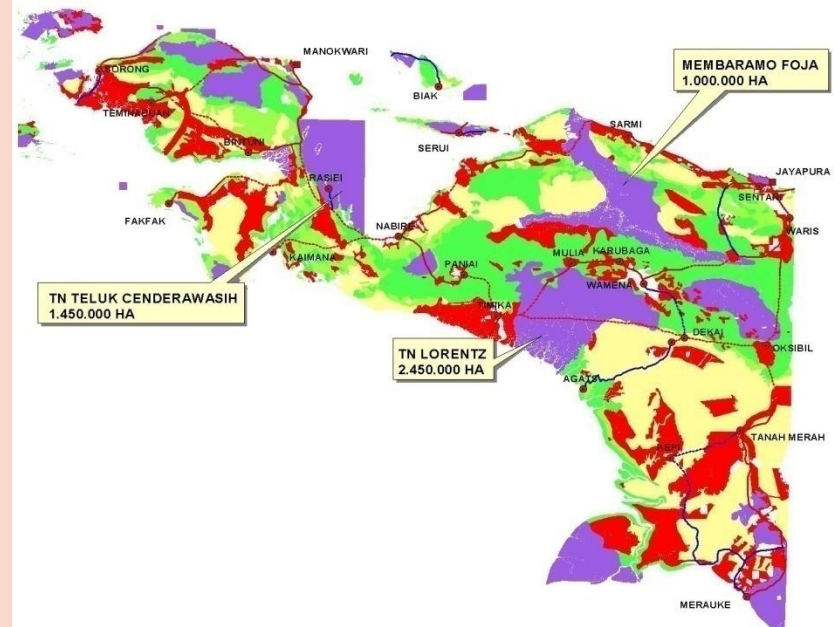 MANOKWARI
SORONG
MEMBARAMO FOJA
1.000.000 HA
BIAK
TEMINABUAN
SARMI
BINTUNI
SERUI
JAYAPURA
RASIEI
SENTANI
FAKFAK
NABIRE
WARIS
KAIMANA
MULIA
KARUBAGA
PANIAI
WAMENA
TN TELUK CENDERAWASIH
1.450.000 HA
TIMIKA
DEKAI
TN LORENTZ
2.450.000 HA
OKSIBIL
AGATS
TANAH MERAH
KEPI
MERAUKE